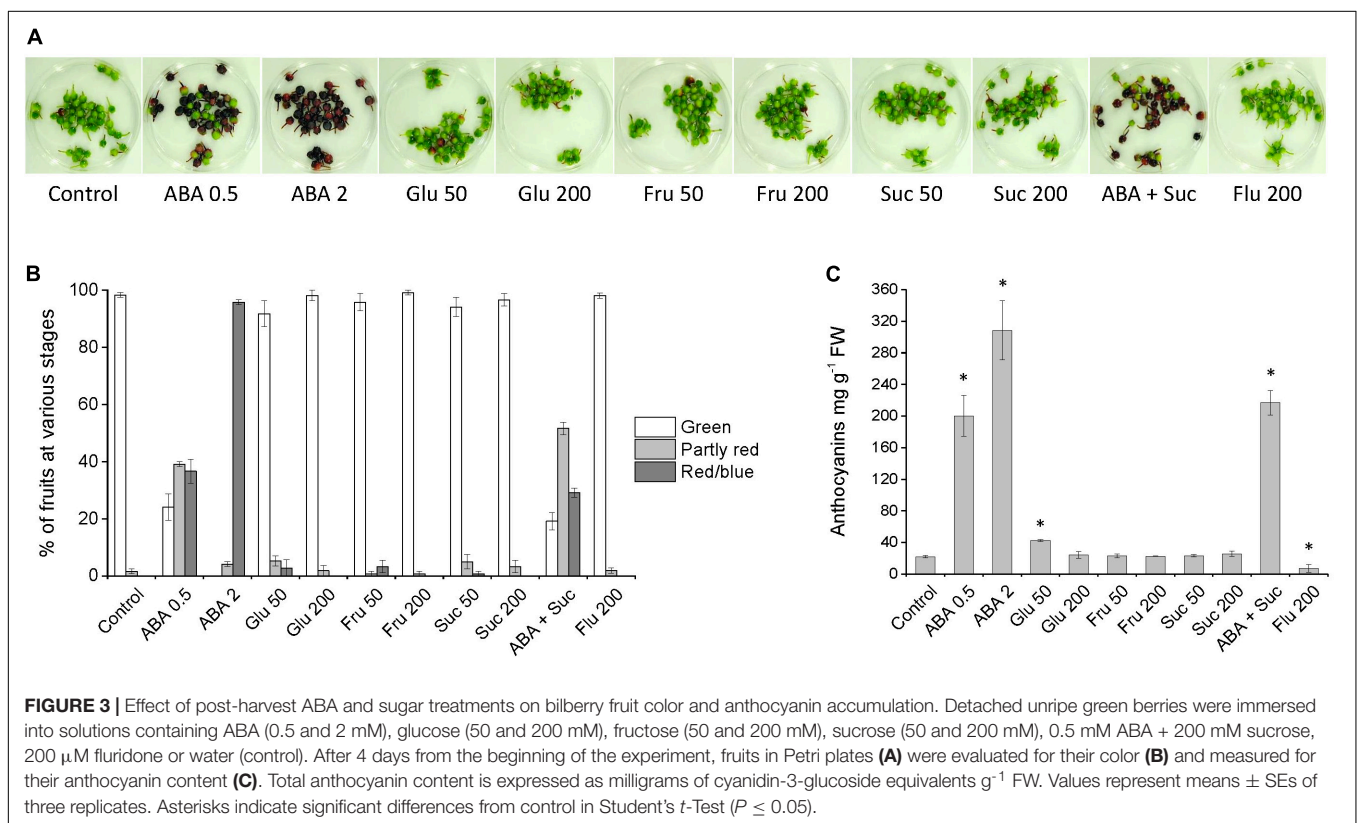 A
Control ABA 0.5 ABA 2 Glu 50 Glu 200 Fru 50 Fru 200 Suc 50 Suc 200 ABA + Suc Flu 200
B
% of fruits at various stages
100
80
60
40
20
0
Control ABA 0.5 ABA 2 Glu 50 Glu 200 Fru 50 Fru 200 Suc 50 Suc 200 ABA + Suc Flu 200
Green
Partly red
Red/blue
C
Anthocyanins mg g⁻¹ FW
360
320
280
240
200
160
120
80
40
0
* * * * *
Control ABA 0.5 ABA 2 Glu 50 Glu 200 Fru 50 Fru 200 Suc 50 Suc 200 ABA + Suc Flu 200
FIGURE 3 | Effect of post-harvest ABA and sugar treatments on bilberry fruit color and anthocyanin accumulation. Detached unripe green berries were immersed
into solutions containing ABA (0.5 and 2 mM), glucose (50 and 200 mM), fructose (50 and 200 mM), sucrose (50 and 200 mM), 0.5 mM ABA + 200 mM sucrose,
200 μM fluridone or water (control). After 4 days from the beginning of the experiment, fruits in Petri plates (A) were evaluated for their color (B) and measured for
their anthocyanin content (C). Total anthocyanin content is expressed as milligrams of cyanidin-3-glucoside equivalents g⁻¹ FW. Values represent means ± SEs of
three replicates. Asterisks indicate significant differences from control in Student's t-Test (P ≤ 0.05).